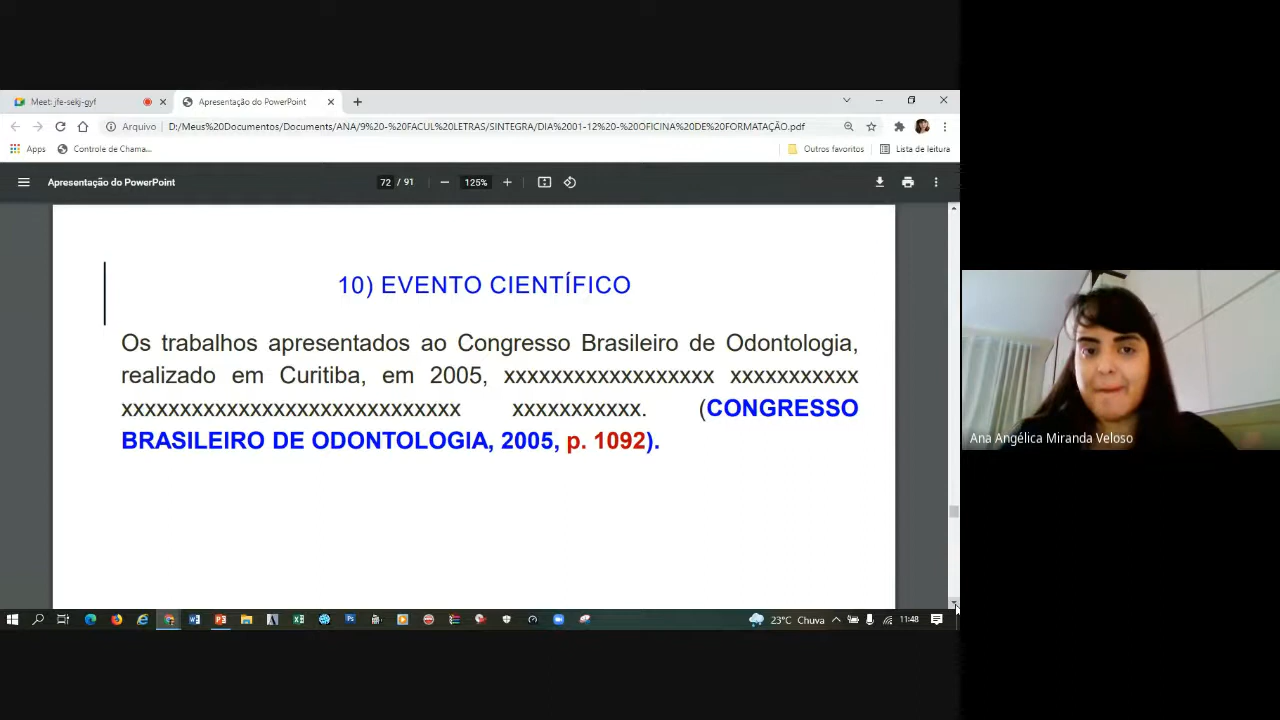 Meet: jfe-sekj-gyf
Apresentação do PowerPoint
Arquivo D:/Meus%20Documentos/Documents/ANA/9%20-%20FACUL%20LETRAS/SINTEGRA/DIA%2001-12%20-%20OFICINA%20DE%20FORMATAÇÃO.pdf
Apps Controle de Chama... Outros favoritos Lista de leitura
Apresentação do PowerPoint 72 / 91 125%
10) EVENTO CIENTÍFICO
Os trabalhos apresentados ao Congresso Brasileiro de Odontologia,
realizado em Curitiba, em 2005, xxxxxxxxxxxxxxxxxx xxxxxxxxxxx
xxxxxxxxxxxxxxxxxxxxxxxxxxxxx xxxxxxxxxxx. (CONGRESSO
BRASILEIRO DE ODONTOLOGIA, 2005, p. 1092).
Ana Angélica Miranda Veloso
23°C Chuva 11:48